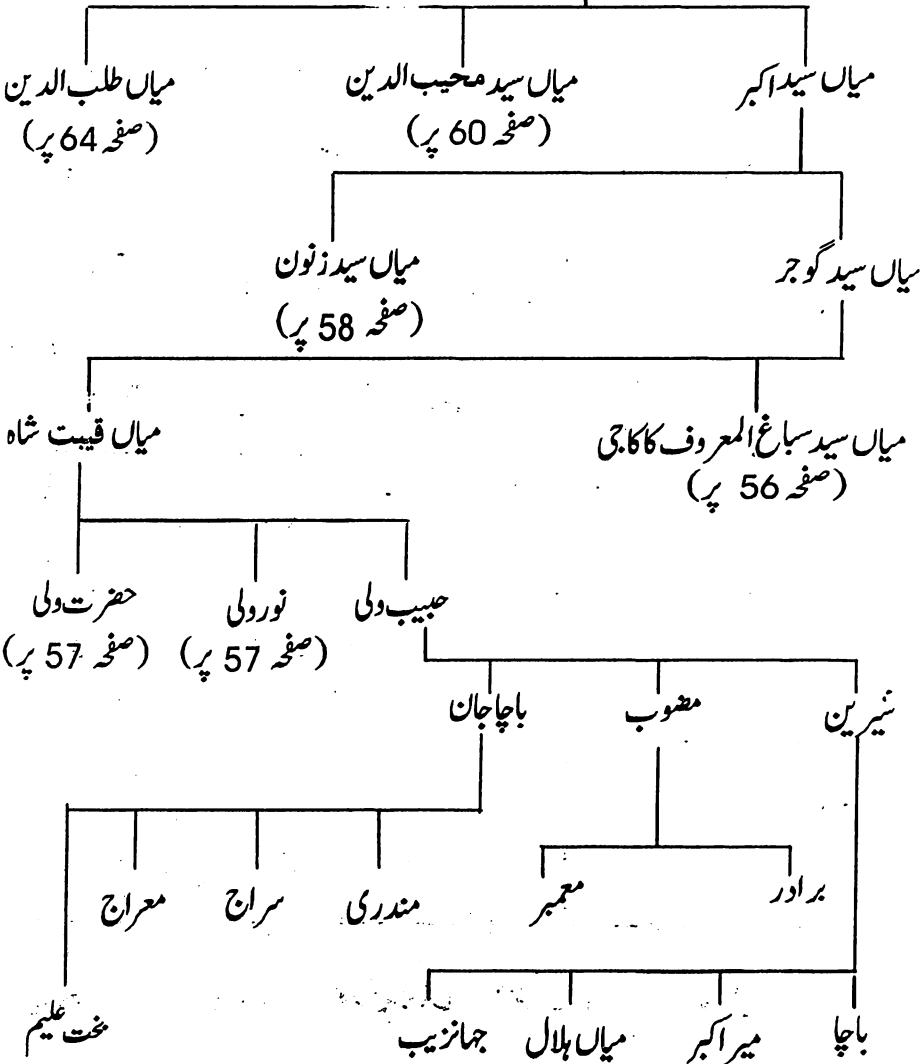 میاں سید اکبر
میاں سید محیب الدین
(صفحہ 60 پر)
میاں طلب الدین
(صفحہ 64 پر)
میاں سید گوجر
میاں سید زنون
(صفحہ 58 پر)
میاں سید سباغ المعروف کاکاجی
(صفحہ 56 پر)
میاں قیبت شاہ
حبیب ولی
نور ولی
(صفحہ 57 پر)
حضرت ولی
(صفحہ 57 پر)
شیرین
مضوب
باچا جان
برادر
معمبر
مندری
سراج
معراج
باچا
میر اکبر
میاں ہلال
جہانزیب
بخت علیم